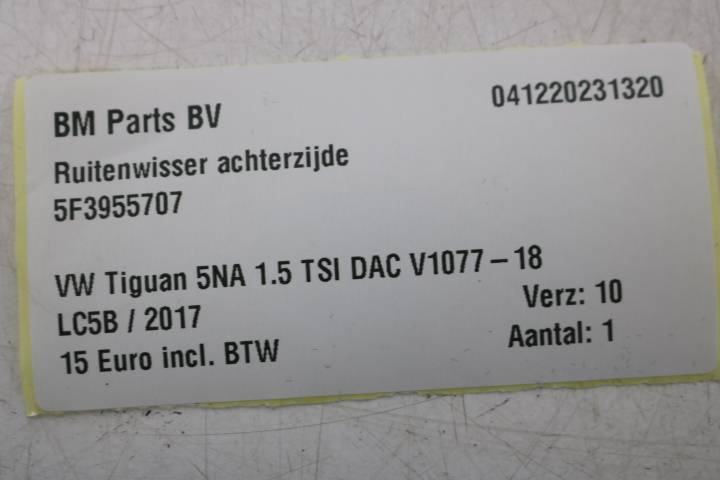 BM Parts BV
041220231320
Ruitenwisser achterzijde
5F3955707
VW Tiguan 5NA 1.5 TSI DAC V1077-18
LC5B / 2017
Verz: 10
15 Euro incl. BTW
Aantal: 1